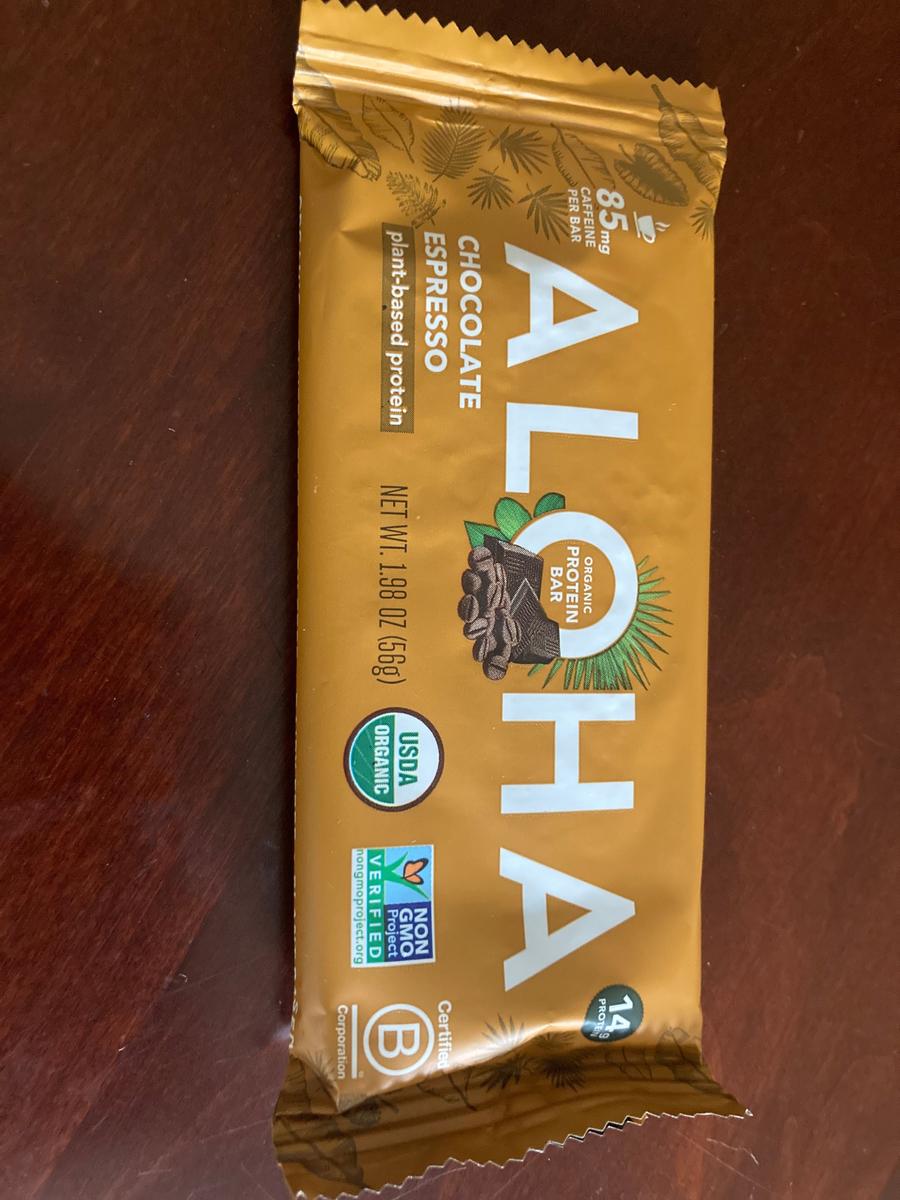 85mg
CAFFEINE
PER BAR
ALOHA
ORGANIC
PROTEIN
BAR
14g
PROTEIN
CHOCOLATE
ESPRESSO
plant-based protein
NET WT. 1.98 OZ (56g)
USDA
ORGANIC
NON
GMO
Project
VERIFIED
nongmoproject.org
Certified
B
Corporation